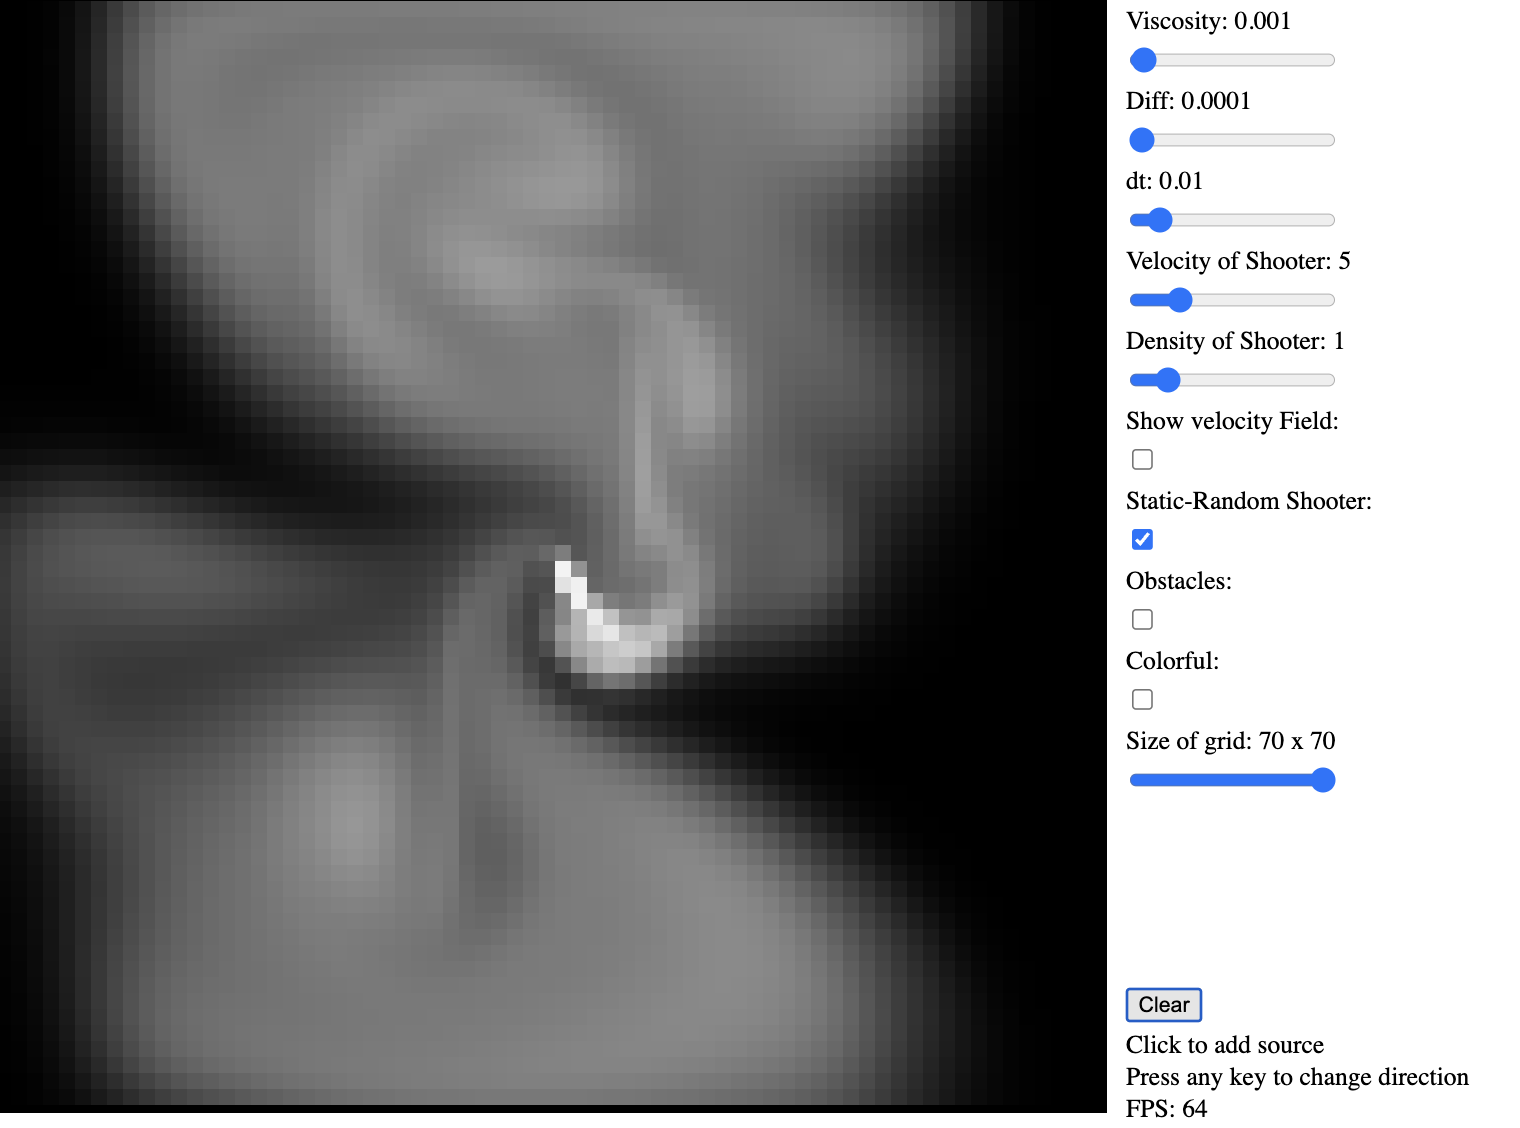 Viscosity: 0.001
Diff: 0.0001
dt: 0.01
Velocity of Shooter: 5
Density of Shooter: 1
Show velocity Field:
Static-Random Shooter:
Obstacles:
Colorful:
Size of grid: 70 x 70
Clear
Click to add source
Press any key to change direction
FPS: 64